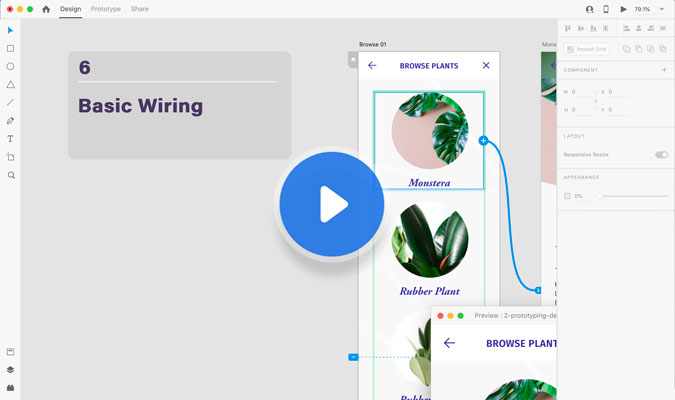 Design Prototype Share
79.1%
6
Basic Wiring
Browse 01
BROWSE PLANTS
Monstera
Rubber Plant
Preview : 2-prototyping-de
BROWSE PLANT
Mons
Repeat Grid
COMPONENT
W 0 X 0
H 0 Y 0
LAYOUT
Responsive Resize
APPEARANCE
0%